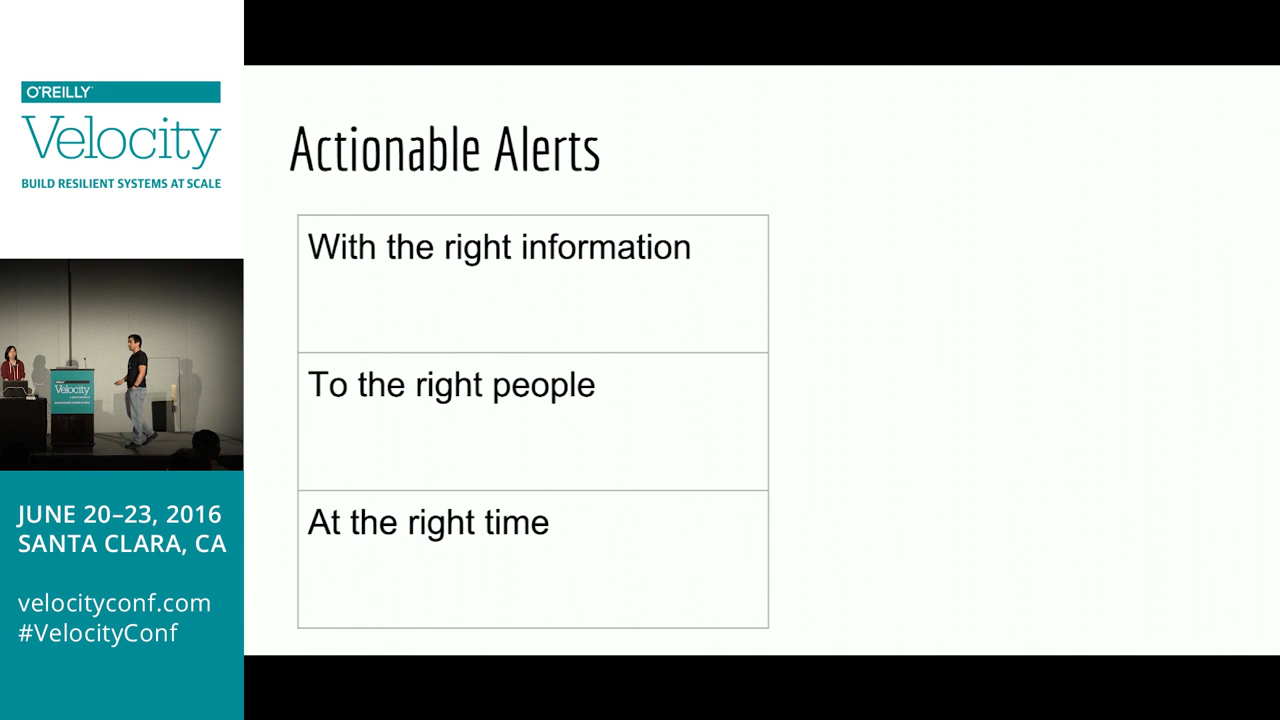 O'REILLY
Velocity
BUILD RESILIENT SYSTEMS AT SCALE
Actionable Alerts
With the right information
To the right people
At the right time
Velocity
JUNE 20–23, 2016
SANTA CLARA, CA
velocityconf.com
#VelocityConf